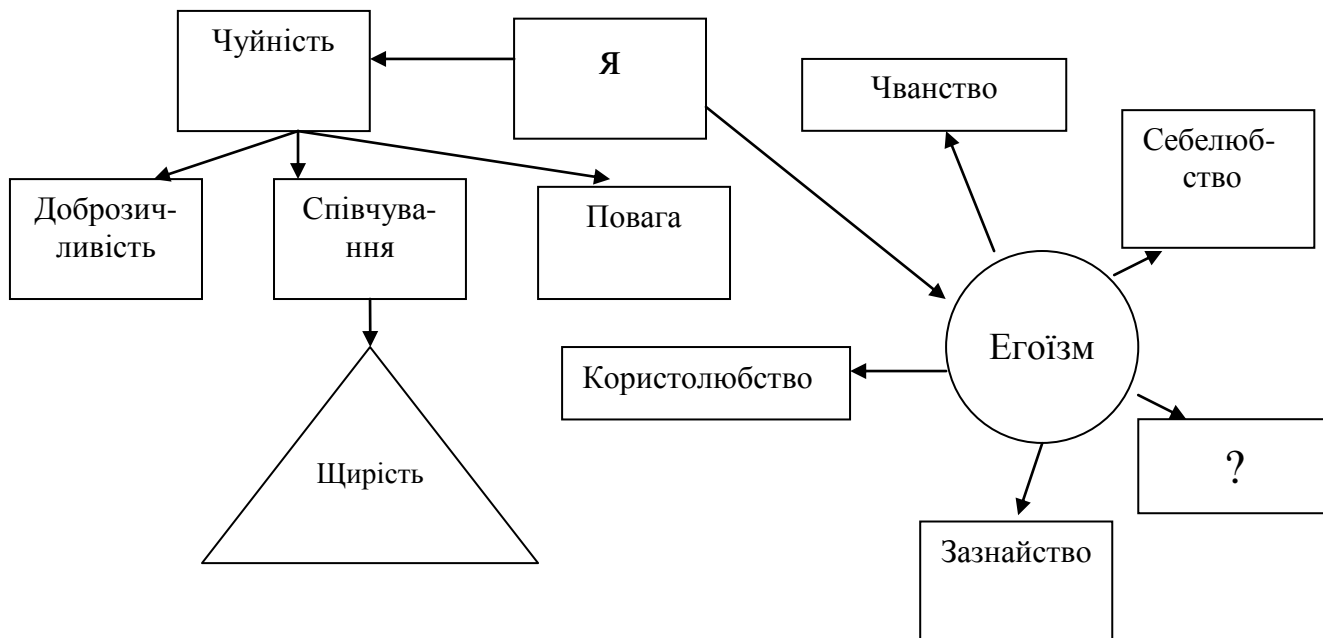 Чуйність
Я
Чванство
Себелюб-
ство
Доброзич-
ливість
Співчува-
ння
Повага
Егоїзм
Користолюбство
?
Щирість
Зазнайство